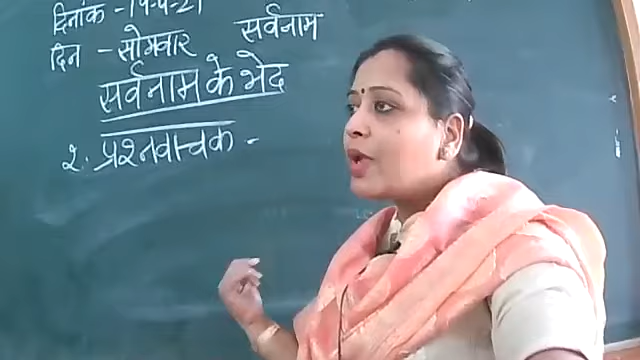 दिनांक -
दिन - सोमवार सर्वनाम
सर्वनाम के भेद
२. प्रश्नवाचक -